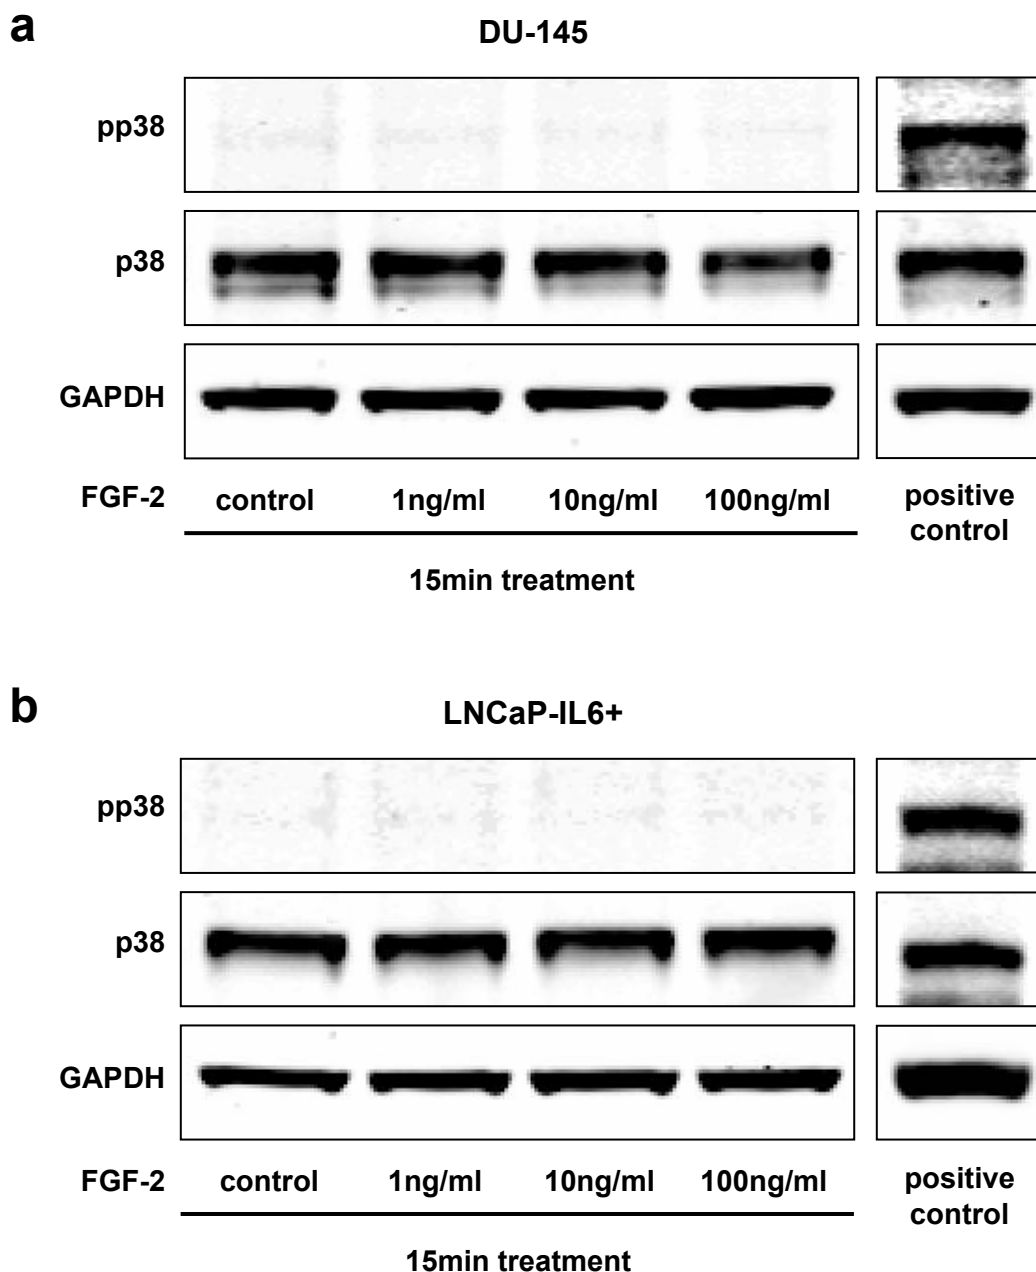 a
DU-145
pp38
p38
GAPDH
FGF-2 control 1ng/ml 10ng/ml 100ng/ml positive control
15min treatment
b
LNCaP-IL6+
pp38
p38
GAPDH
FGF-2 control 1ng/ml 10ng/ml 100ng/ml positive control
15min treatment